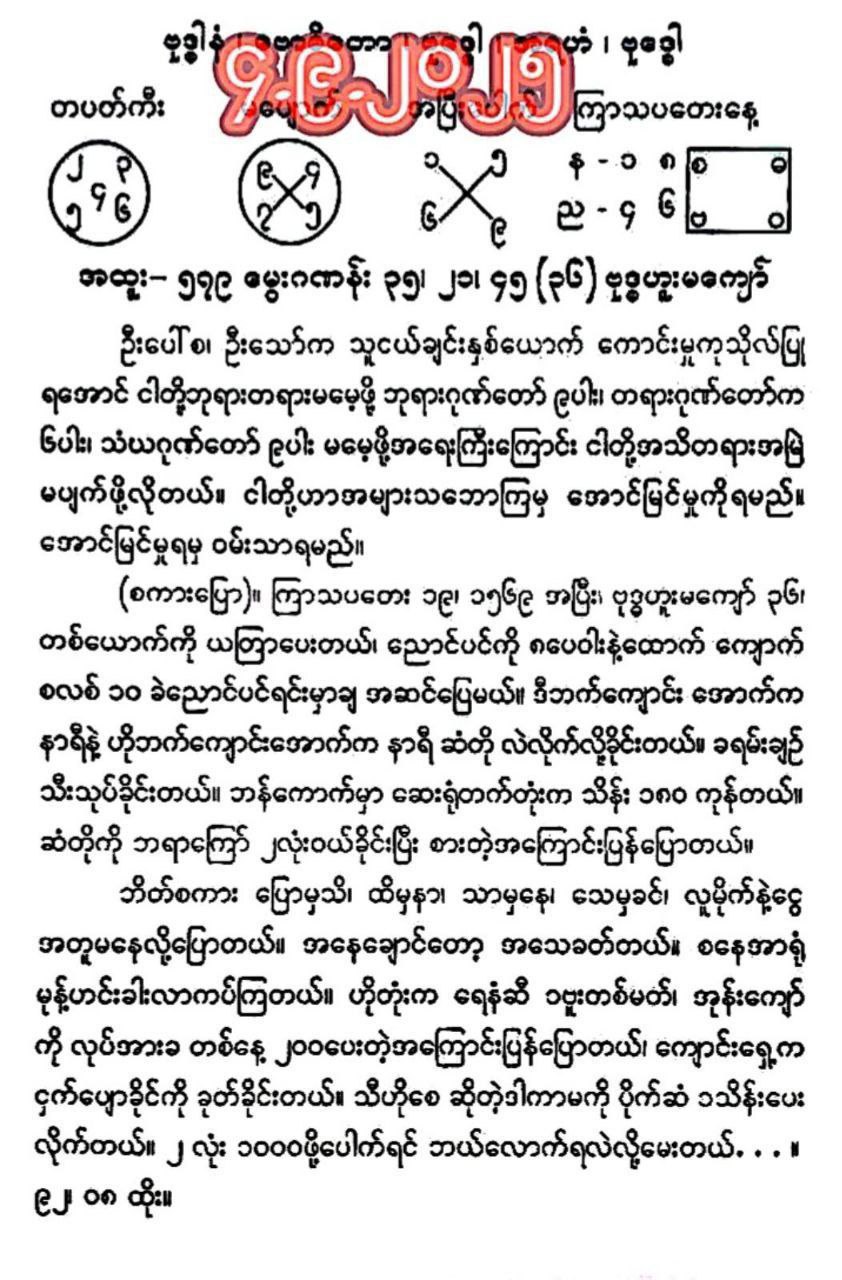 ဗုဒ္ဓါနံ ၊ ဗုဒ္ဓေါ ၊ ဗုဒ္ဓေါ
၄.၉.၂၀၂၅
တပတ်ကီး ကြာသပတေးနေ့
၂ ၃ ၉ ၄ ၁ ၅ န - ၁ ၈ စ ဓ
၄
၅ ၆ ၇ ၅ ၆ ၉ ည - ၄ ၆ ဗ ဝ
အထူး– ၅၇၉ မွေးဂဏန်း ၃၅၊ ၂၁၊ ၄၅ (၃၆) ဗုဒ္ဓဟူးမကျော်
ဦးပေါ်စ၊ ဦးသော်က သူငယ်ချင်းနှစ်ယောက် ကောင်းမှုကုသိုလ်ပြု
ရအောင် ငါတို့ဘုရားတရားမမေ့ဖို့ ဘုရားဂုဏ်တော် ၉ပါး၊ တရားဂုဏ်တော်က
၆ပါး၊ သံဃဂုဏ်တော် ၉ပါး မမေ့ဖို့အရေးကြီးကြောင်း ငါတို့အသိတရားအမြဲ
မပျက်ဖို့လိုတယ်။ ငါတို့ဟာအများသဘောကြမှ အောင်မြင်မှုကိုရမည်။
အောင်မြင်မှုရမှ ဝမ်းသာရမည်။
(စကားပြော)။ ကြာသပတေး ၁၉၊ ၁၅၆၉ အပြီး၊ ဗုဒ္ဓဟူးမကျော် ၃၆၊
တစ်ယောက်ကို ယတြာပေးတယ်၊ ညောင်ပင်ကို ၈ပေဝါးနဲ့ထောက် ကျောက်
စလစ် ၁၀ ခဲညောင်ပင်ရင်းမှာချ အဆင်ပြေမယ်။ ဒီဘက်ကျောင်း အောက်က
နာရီနဲ့ ဟိုဘက်ကျောင်းအောက်က နာရီ ဆံတို လဲလိုက်လို့ခိုင်းတယ်။ ခရမ်းချဉ်
သီးသုပ်ခိုင်းတယ်။ ဘန်ကောက်မှာ ဆေးရုံတက်တုံးက သိန်း ၁၈၀ ကုန်တယ်။
ဆံတိုကို ဘရာကြော် ၂လုံးဝယ်ခိုင်းပြီး စားတဲ့အကြောင်းပြန်ပြောတယ်။
ဘိတ်စကား ပြောမှသိ၊ ထိမှနာ၊ သာမှနေ၊ သေမှခင်၊ လူမိုက်နဲ့ငွေ
အတူမနေလို့ပြောတယ်။ အနေချောင်တော့ အသေခတ်တယ်။ စနေအာရုံ
မုန့်ဟင်းခါးလာကပ်ကြတယ်။ ဟိုတုံးက ရေနံဆီ ၁ဗူးတစ်မတ်၊ အုန်းကျော်
ကို လုပ်အားခ တစ်နေ့ ၂၀၀ပေးတဲ့အကြောင်းပြန်ပြောတယ်၊ ကျောင်းရှေ့က
ငှက်ပျောခိုင်ကို ခုတ်ခိုင်းတယ်။ သီဟိုစေ ဆိုတဲ့ဒါကာမကို ပိုက်ဆံ ၁သိန်းပေး
လိုက်တယ်။ ၂ လုံး ၁၀၀၀ဖို့ပေါက်ရင် ဘယ်လောက်ရလဲလို့မေးတယ်. . . ။
၉၂၊ ၀၈ ထိုး။